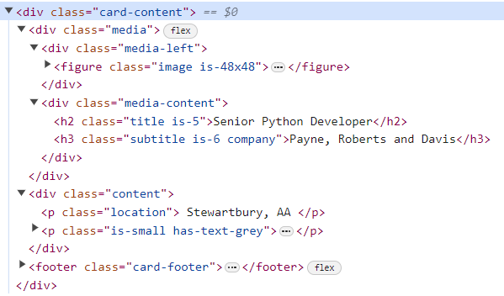 ▼<div class="card-content"> == $0
▼<div class="media"> flex
▼<div class="media-left">
▶<figure class="image is-48x48">…</figure>
</div>
▼<div class="media-content">
<h2 class="title is-5">Senior Python Developer</h2>
<h3 class="subtitle is-6 company">Payne, Roberts and Davis</h3>
</div>
</div>
▼<div class="content">
<p class="location"> Stewartbury, AA </p>
▶<p class="is-small has-text-grey">…</p>
</div>
▶<footer class="card-footer">…</footer> flex
</div>